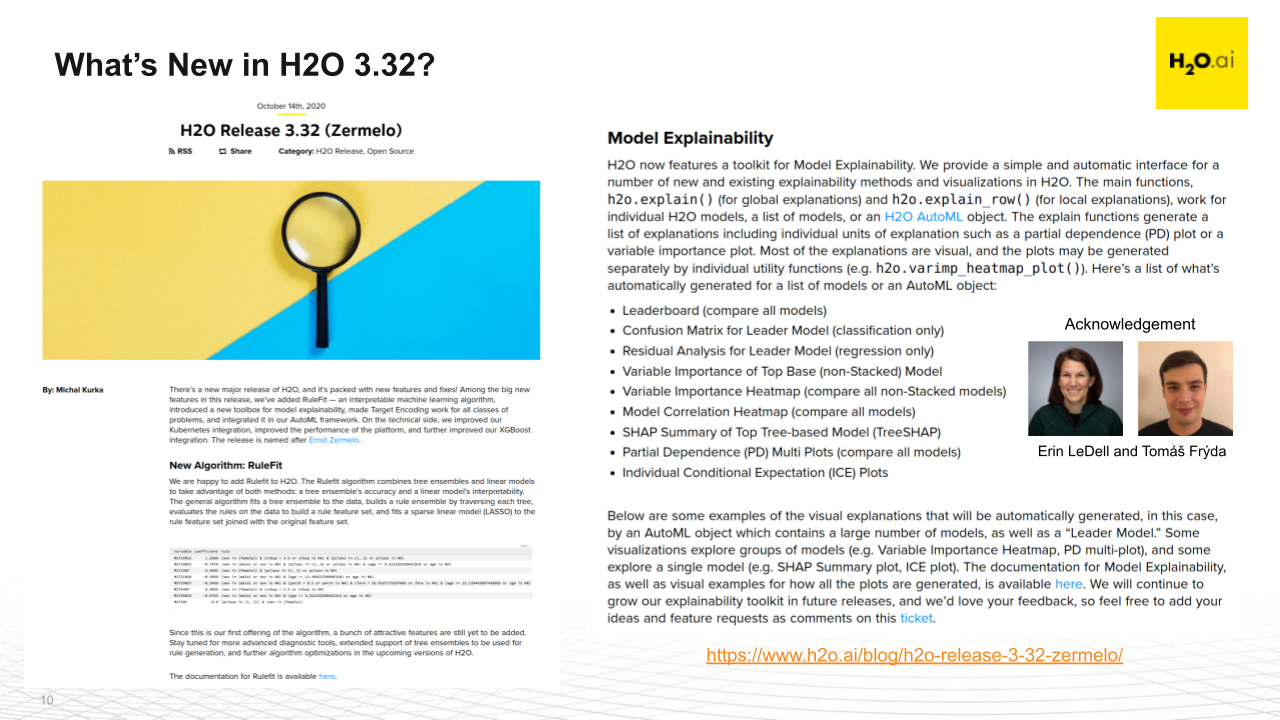 What's New in H2O 3.32?
H2O.ai
October 14th, 2020
H2O Release 3.32 (Zermelo)
RSS Share Category: H2O Release, Open Source
By: Michal Kurka
There's a new major release of H2O, and it's packed with new features and fixes! Among the big new
features in this release, we've added RuleFit — an interpretable machine learning algorithm,
introduced a new toolbox for model explainability, made Target Encoding work for all classes of
problems, and integrated it in our AutoML framework. On the technical side, we improved our
Kubernetes integration, improved the performance of the platform, and further improved our XGBoost
integration. The release is named after Ernst Zermelo.
New Algorithm: RuleFit
We are happy to add RuleFit to H2O. The Rulefit algorithm combines tree ensembles and linear models
to take advantage of both methods: a tree ensemble's accuracy and a linear model's interpretability.
The general algorithm fits a tree ensemble to the data, builds a rule ensemble by traversing each tree,
evaluates the rules on the data to build a rule feature set, and fits a sparse linear model (LASSO) to the
rule feature set joined with the original feature set.
variable coefficient rule
Since this is our first offering of the algorithm, a bunch of attractive features are still yet to be added.
Stay tuned for more advanced diagnostic tools, extended support of tree ensembles to be used for
rule generation, and further algorithm optimizations in the upcoming versions of H2O.
The documentation for Rulefit is available here.
Model Explainability
H2O now features a toolkit for Model Explainability. We provide a simple and automatic interface for a
number of new and existing explainability methods and visualizations in H2O. The main functions,
h2o.explain() (for global explanations) and h2o.explain_row() (for local explanations), work for
individual H2O models, a list of models, or an H2O AutoML object. The explain functions generate a
list of explanations including individual units of explanation such as a partial dependence (PD) plot or a
variable importance plot. Most of the explanations are visual, and the plots may be generated
separately by individual utility functions (e.g. h2o.varimp_heatmap_plot()). Here's a list of what's
automatically generated for a list of models or an AutoML object:
• Leaderboard (compare all models)
• Confusion Matrix for Leader Model (classification only)
• Residual Analysis for Leader Model (regression only)
• Variable Importance of Top Base (non-Stacked) Model
• Variable Importance Heatmap (compare all non-Stacked models)
• Model Correlation Heatmap (compare all models)
• SHAP Summary of Top Tree-based Model (TreeSHAP)
• Partial Dependence (PD) Multi Plots (compare all models)
• Individual Conditional Expectation (ICE) Plots
Acknowledgement
Erin LeDell and Tomáš Frýda
Below are some examples of the visual explanations that will be automatically generated, in this case,
by an AutoML object which contains a large number of models, as well as a “Leader Model.” Some
visualizations explore groups of models (e.g. Variable Importance Heatmap, PD multi-plot), and some
explore a single model (e.g. SHAP Summary plot, ICE plot). The documentation for Model Explainability,
as well as visual examples for all the plots, can be found here. We will continue to
grow our explainability toolkit in future releases, and we'd love your feedback, so feel free to add your
ideas and feature requests as comments on this ticket.
https://www.h2o.ai/blog/h2o-release-3-32-zermelo/
10